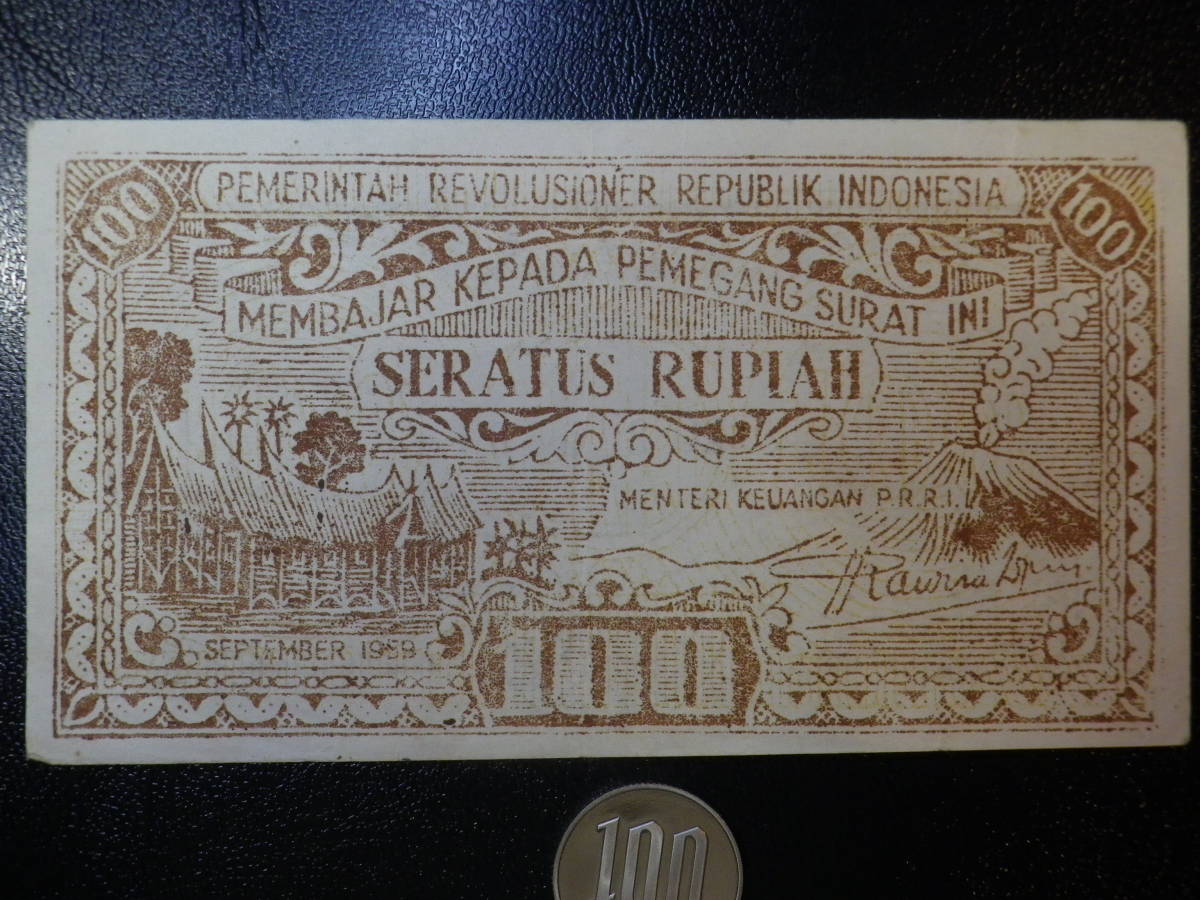 100
PEMERINTAH REVOLUSIONER REPUBLIK INDONESIA
100
MEMBAJAR KEPADA PEMEGANG SURAT INI
SERATUS RUPIAH
MENTERI KEUANGAN P.R.R.I.
SEPTEMBER 1959
100
100